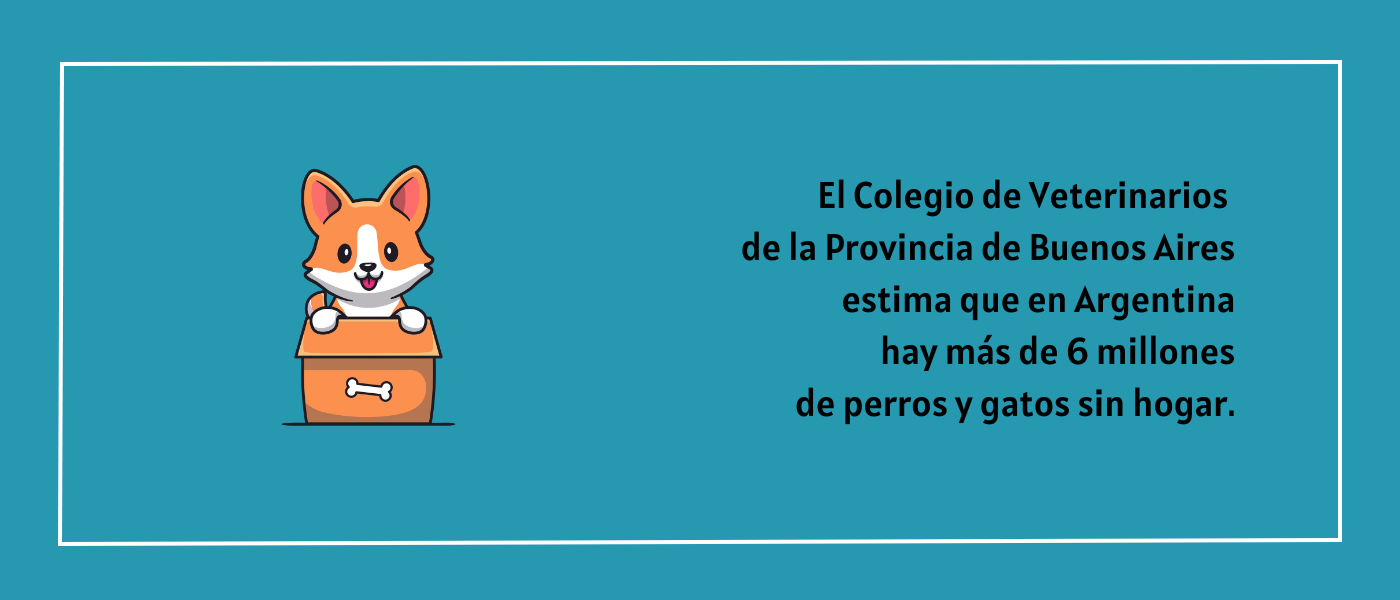 El Colegio de Veterinarios
de la Provincia de Buenos Aires
estima que en Argentina
hay más de 6 millones
de perros y gatos sin hogar.